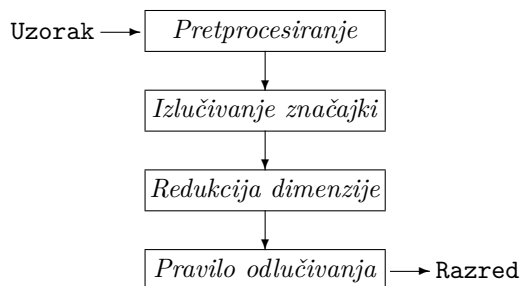 Uzorak
Pretprocesiranje
Izlučivanje značajki
Redukcija dimenzije
Pravilo odlučivanja
Razred